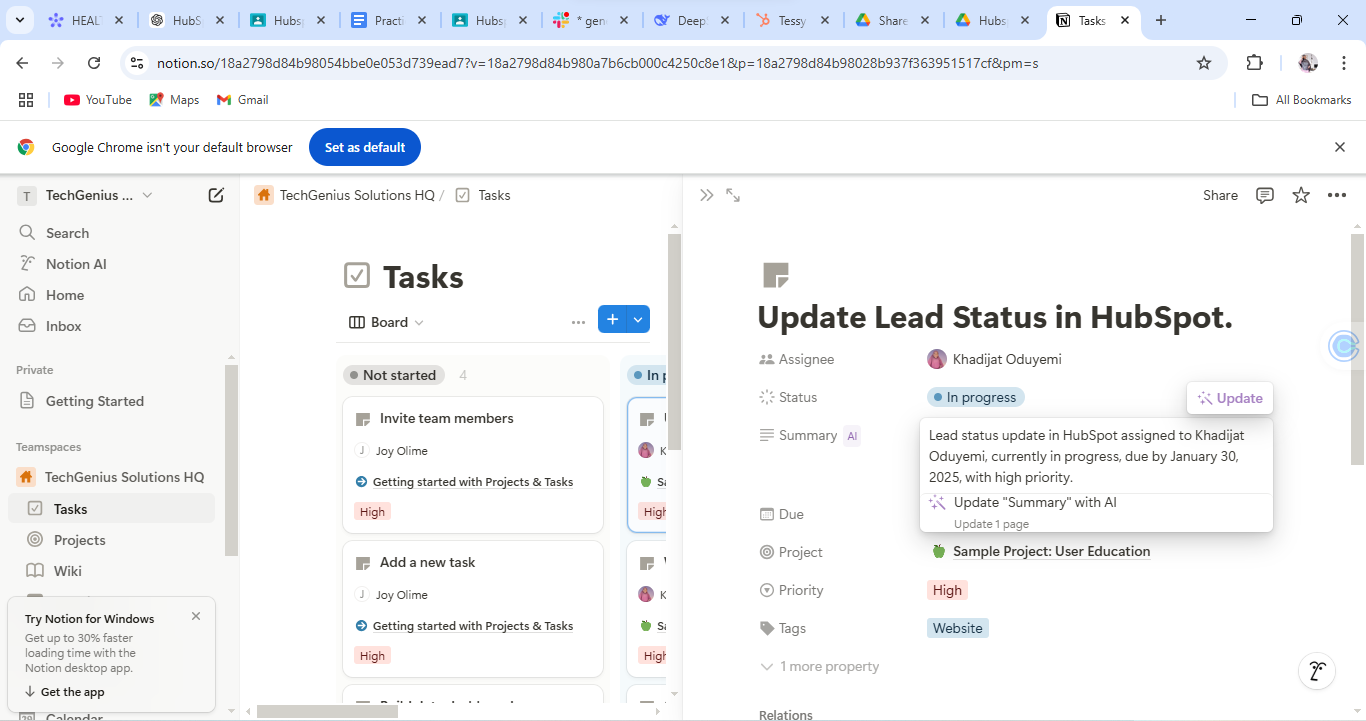 HEAL
HubS
Hubs
Practi
Hubs
* gen
DeepS
Tessy
Share
Hubs
Tasks
notion.so/18a2798d84b98054bbe0e053d739ead7?v=18a2798d84b980a7b6cb000c4250c8e1&p=18a2798d84b98028b937f363951517cf&pm=s
YouTube
Maps
Gmail
All Bookmarks
Google Chrome isn't your default browser
Set as default
T TechGenius ...
Search
Notion AI
Home
Inbox
Private
Getting Started
Teamspaces
TechGenius Solutions HQ
Tasks
Projects
Wiki
Try Notion for Windows
Get up to 30% faster
loading time with the
Notion desktop app.
Get the app
Calendar
TechGenius Solutions HQ / Tasks
Tasks
Board
Not started 4
Invite team members
J Joy Olime
Getting started with Projects & Tasks
High
Add a new task
J Joy Olime
Getting started with Projects & Tasks
High
In p
K
Sa
High
K
Sa
High
Share
Update Lead Status in HubSpot.
Assignee Khadijat Oduyemi
Status In progress
Update
Summary AI
Lead status update in HubSpot assigned to Khadijat
Oduyemi, currently in progress, due by January 30,
2025, with high priority.
Update "Summary" with AI
Update 1 page
Due
Project Sample Project: User Education
Priority High
Tags Website
1 more property
Relations